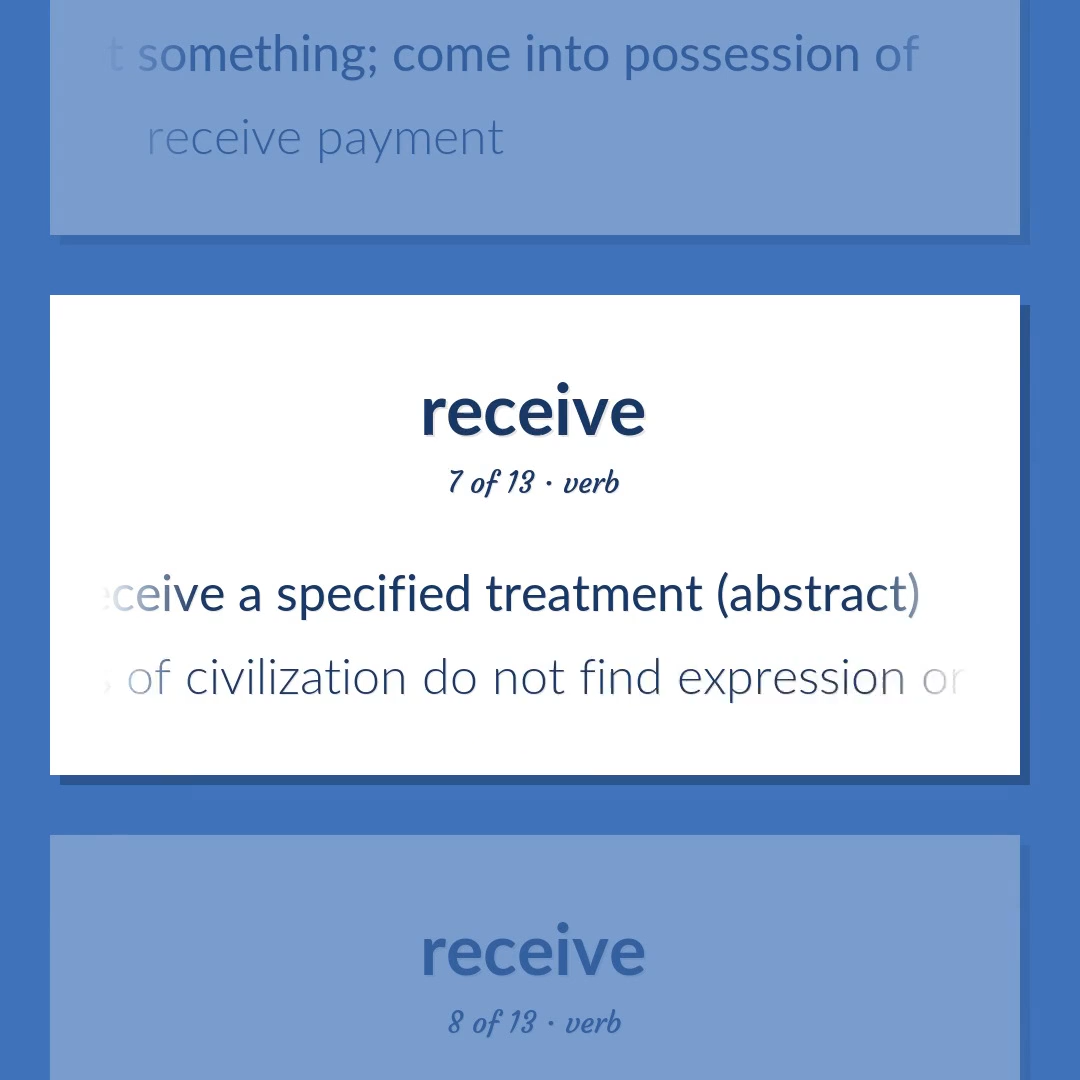 something; come into possession of
receive payment
receive
7 of 13 · verb
a specified treatment (abstract)
of civilization do not find expression or
receive
8 of 13 · verb